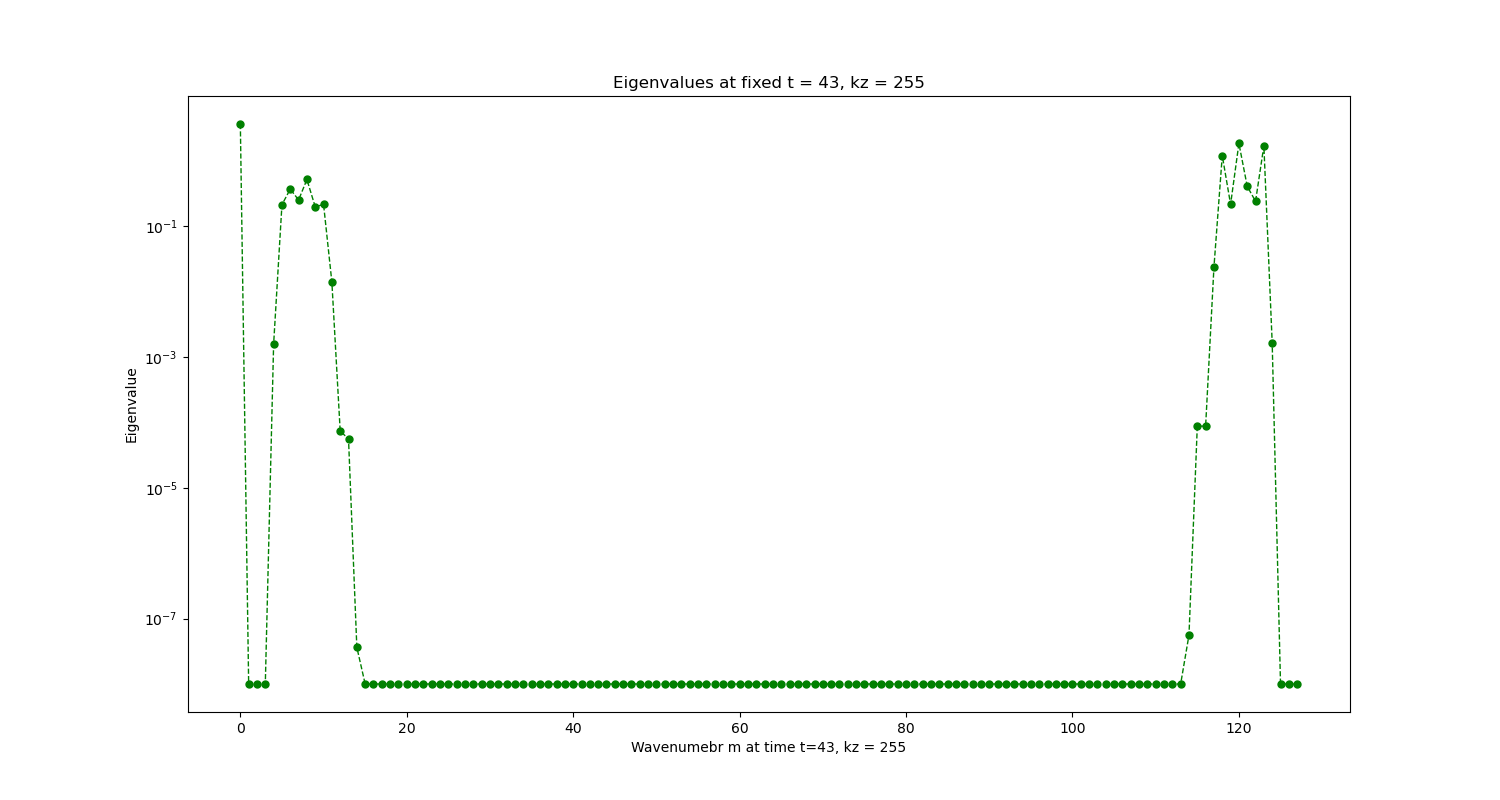 Eigenvalues at fixed t = 43, kz = 255
Eigenvalue
10⁻¹
10⁻³
10⁻⁵
10⁻⁷
0 20 40 60 80 100 120
Wavenumebr m at time t=43, kz = 255